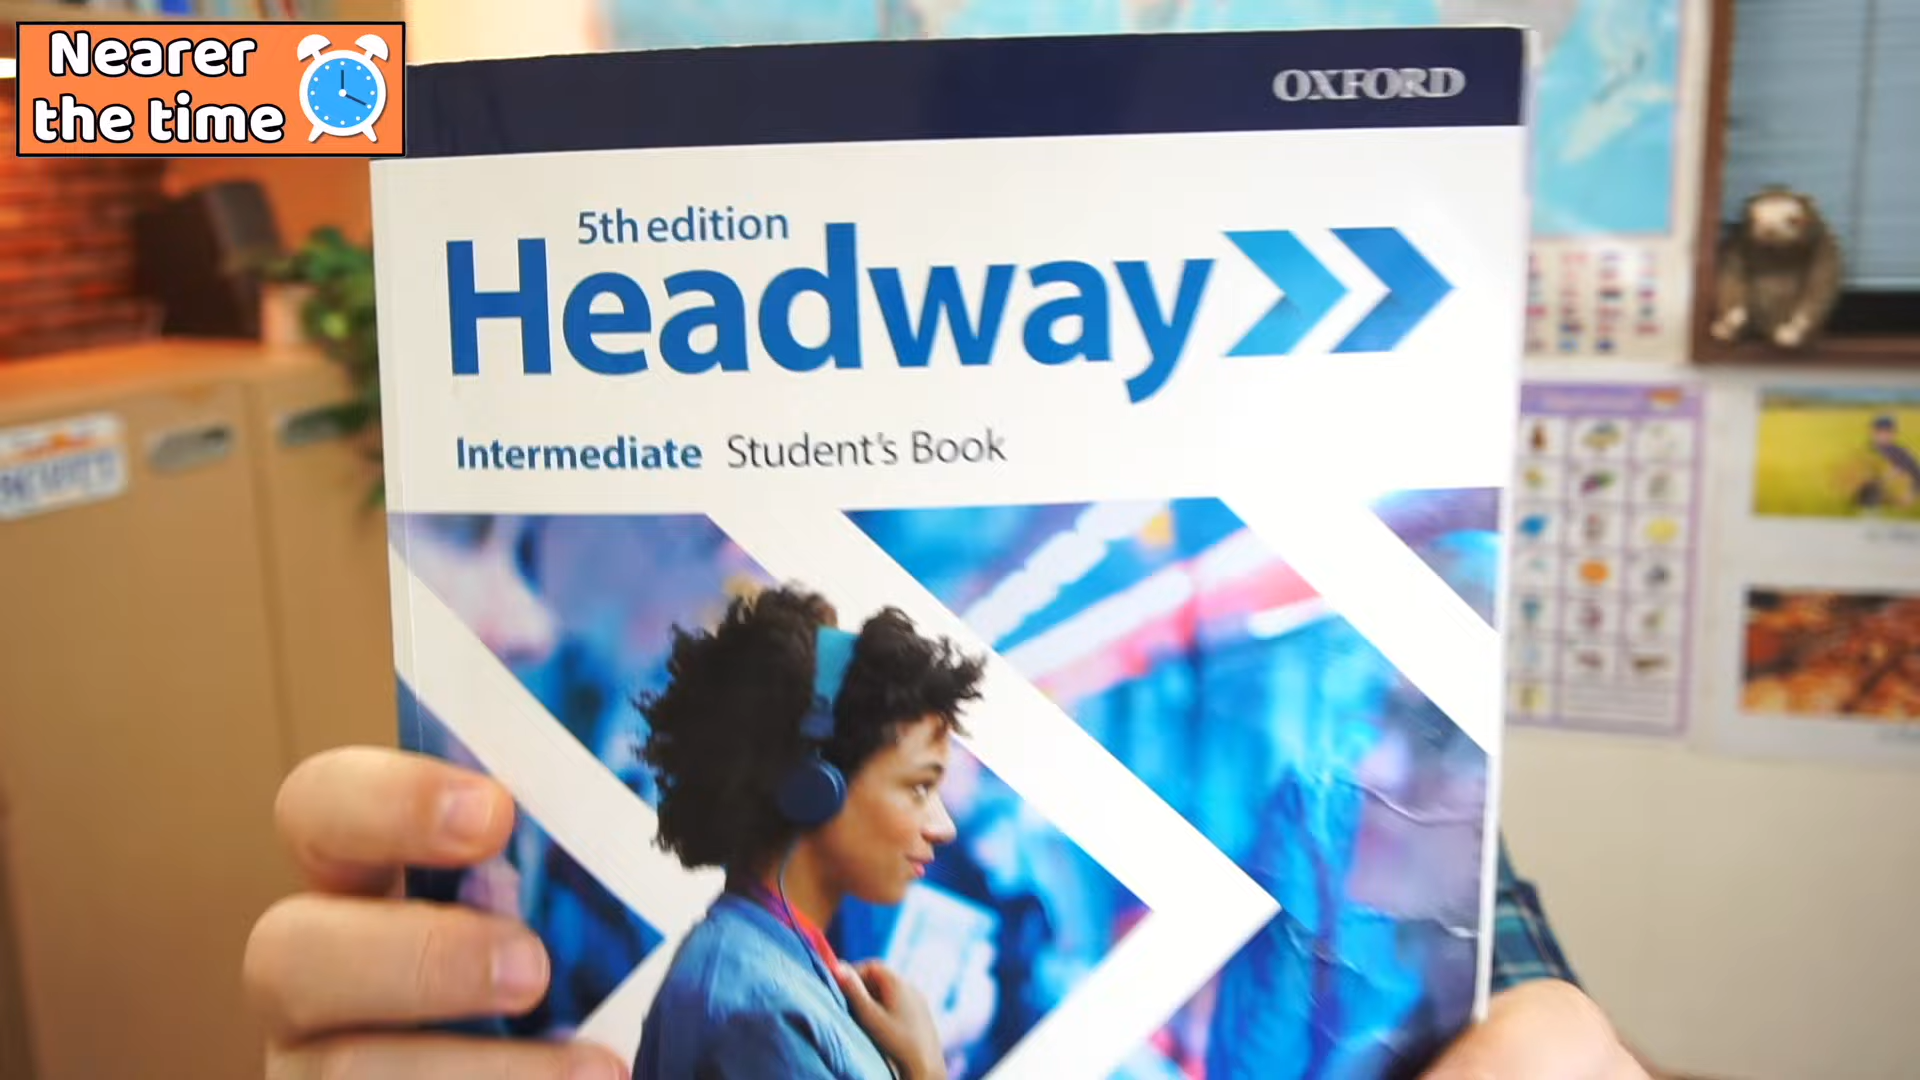 Nearer
the time
OXFORD
5th edition
Headway
Intermediate Student's Book